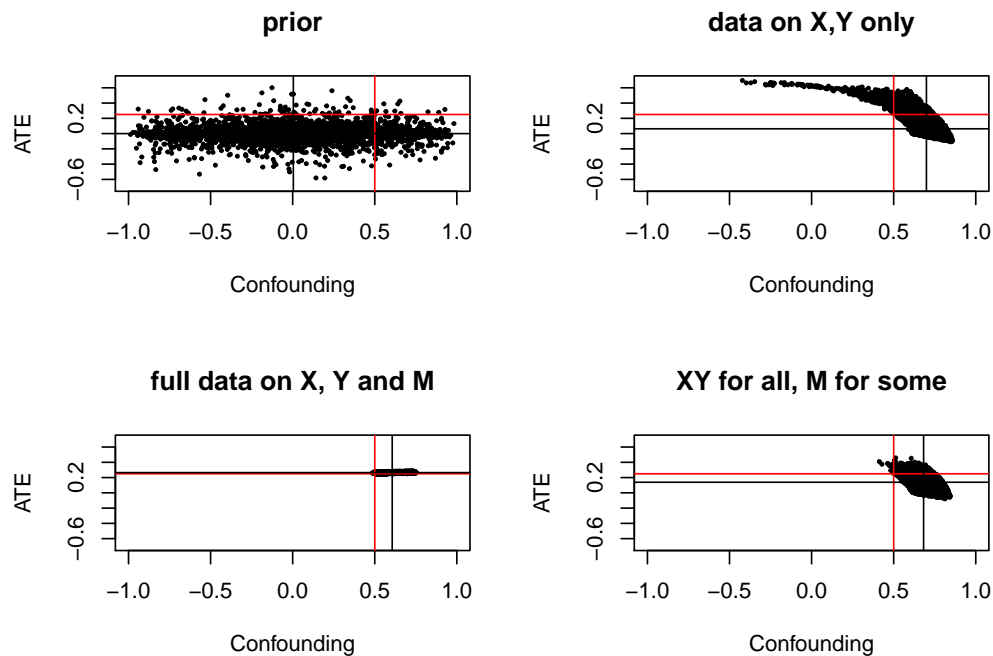 prior
ATE
0.2
−0.6
−1.0 −0.5 0.0 0.5 1.0
Confounding
data on X,Y only
ATE
0.2
−0.6
−1.0 −0.5 0.0 0.5 1.0
Confounding
full data on X, Y and M
ATE
0.2
−0.6
−1.0 −0.5 0.0 0.5 1.0
Confounding
XY for all, M for some
ATE
0.2
−0.6
−1.0 −0.5 0.0 0.5 1.0
Confounding